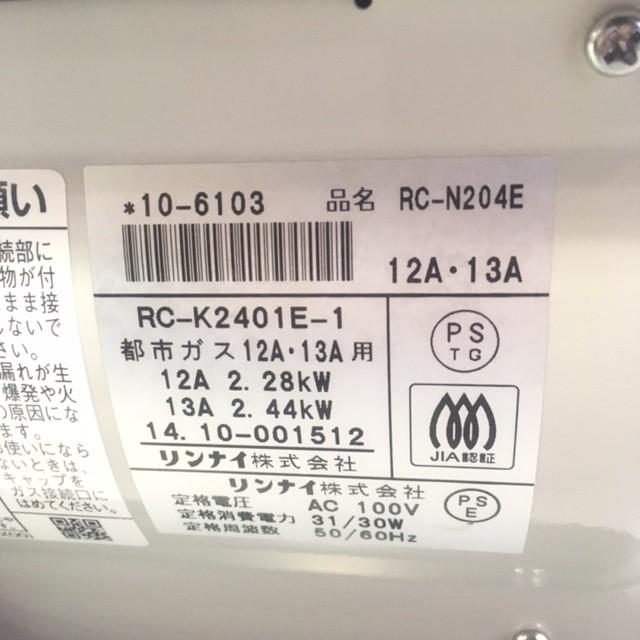 願い
続部に
物が付
まま接
しないで
さい。
漏れが生
爆発や火
の原因にな
ます。
お使いになら
ないときは、
キャップを
ガス接続口に
はめてください。
*10-6103 品名 RC-N204E
12A・13A
RC-K2401E-1
都市ガス12A・13A用
12A 2.28kW
13A 2.44kW
14.10-001512
リンナイ株式会社
PS
TG
JIA認証
リンナイ株式会社
定格電圧 AC 100V
定格消費電力 31/30W
定格周波数 50/60Hz
PS
E